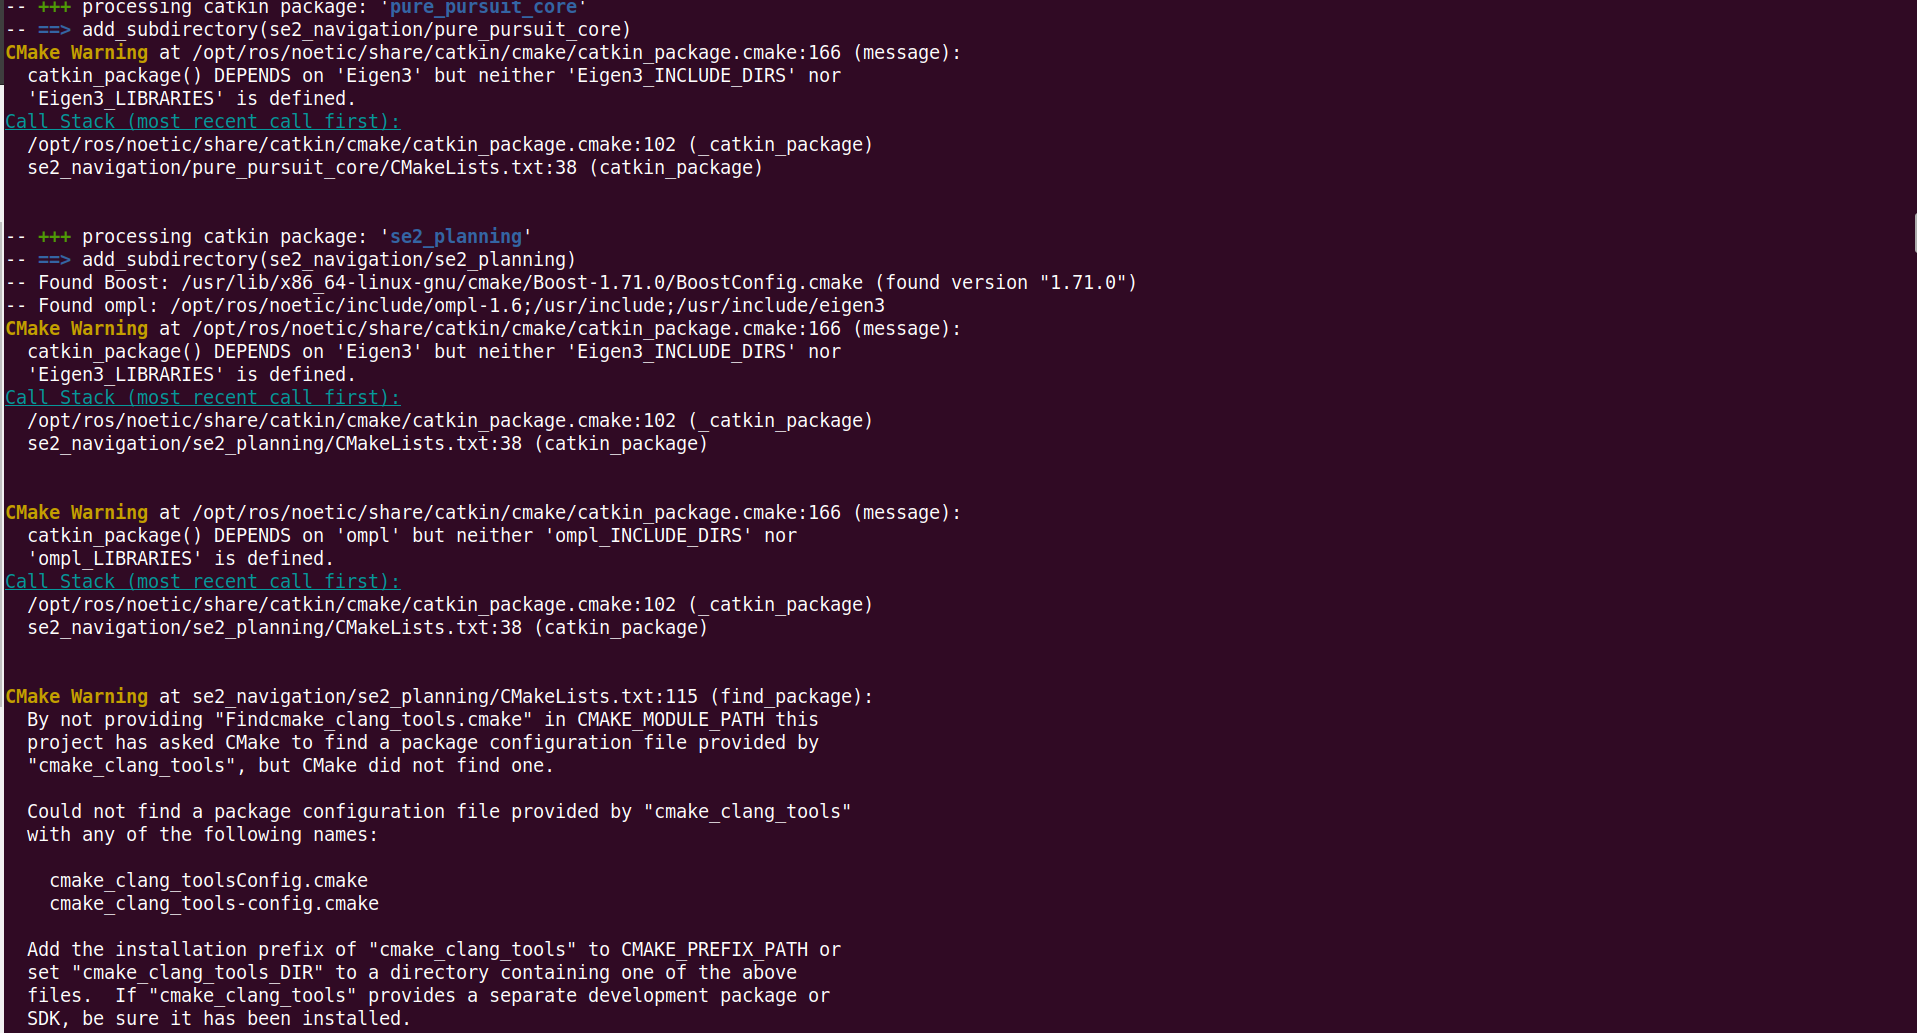 -- +++ processing catkin package: 'pure_pursuit_core'
-- ==> add_subdirectory(se2_navigation/pure_pursuit_core)
CMake Warning at /opt/ros/noetic/share/catkin/cmake/catkin_package.cmake:166 (message):
  catkin_package() DEPENDS on 'Eigen3' but neither 'Eigen3_INCLUDE_DIRS' nor
  'Eigen3_LIBRARIES' is defined.
Call Stack (most recent call first):
  /opt/ros/noetic/share/catkin/cmake/catkin_package.cmake:102 (_catkin_package)
  se2_navigation/pure_pursuit_core/CMakeLists.txt:38 (catkin_package)
-- +++ processing catkin package: 'se2_planning'
-- ==> add_subdirectory(se2_navigation/se2_planning)
-- Found Boost: /usr/lib/x86_64-linux-gnu/cmake/Boost-1.71.0/BoostConfig.cmake (found version "1.71.0")
-- Found ompl: /opt/ros/noetic/include/ompl-1.6;/usr/include;/usr/include/eigen3
CMake Warning at /opt/ros/noetic/share/catkin/cmake/catkin_package.cmake:166 (message):
  catkin_package() DEPENDS on 'Eigen3' but neither 'Eigen3_INCLUDE_DIRS' nor
  'Eigen3_LIBRARIES' is defined.
Call Stack (most recent call first):
  /opt/ros/noetic/share/catkin/cmake/catkin_package.cmake:102 (_catkin_package)
  se2_navigation/se2_planning/CMakeLists.txt:38 (catkin_package)
CMake Warning at /opt/ros/noetic/share/catkin/cmake/catkin_package.cmake:166 (message):
  catkin_package() DEPENDS on 'ompl' but neither 'ompl_INCLUDE_DIRS' nor
  'ompl_LIBRARIES' is defined.
Call Stack (most recent call first):
  /opt/ros/noetic/share/catkin/cmake/catkin_package.cmake:102 (_catkin_package)
  se2_navigation/se2_planning/CMakeLists.txt:38 (catkin_package)
CMake Warning at se2_navigation/se2_planning/CMakeLists.txt:115 (find_package):
  By not providing "Findcmake_clang_tools.cmake" in CMAKE_MODULE_PATH this
  project has asked CMake to find a package configuration file provided by
  "cmake_clang_tools", but CMake did not find one.
  Could not find a package configuration file provided by "cmake_clang_tools"
  with any of the following names:
    cmake_clang_toolsConfig.cmake
    cmake_clang_tools-config.cmake
  Add the installation prefix of "cmake_clang_tools" to CMAKE_PREFIX_PATH or
  set "cmake_clang_tools_DIR" to a directory containing one of the above
  files.  If "cmake_clang_tools" provides a separate development package or
  SDK, be sure it has been installed.